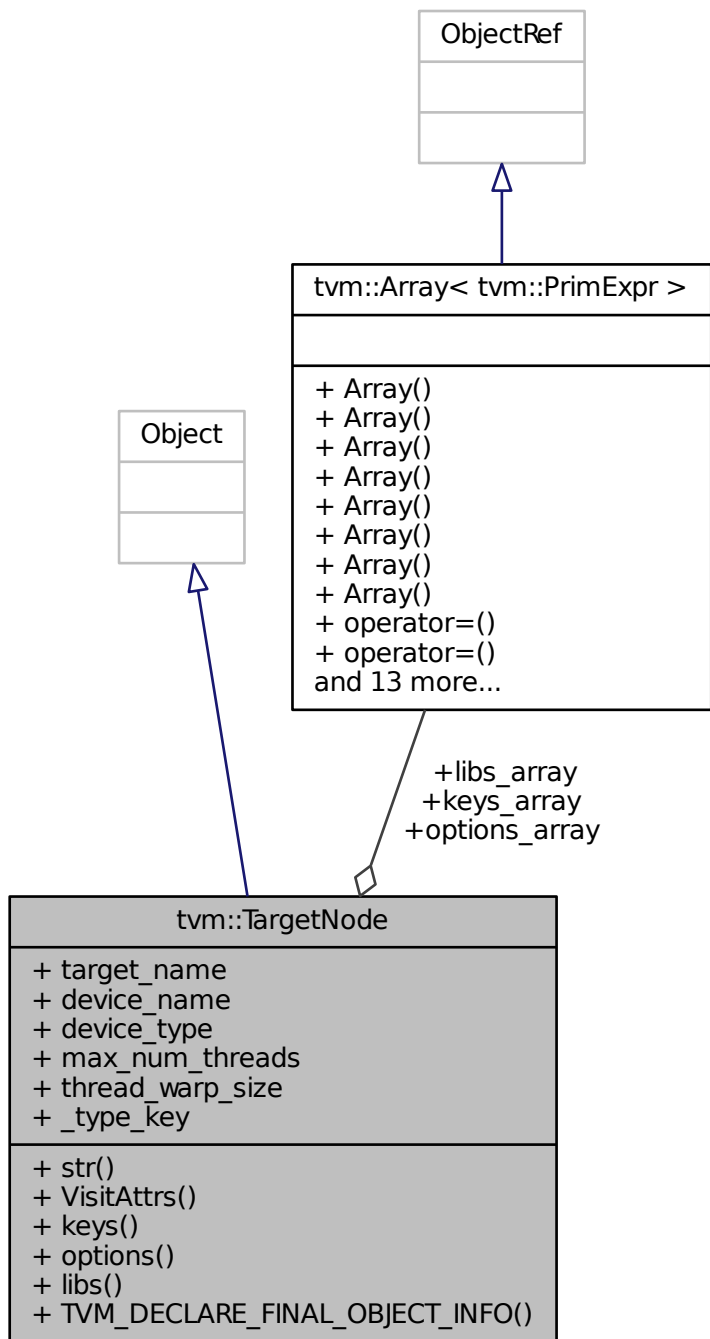 ObjectRef
tvm::Array< tvm::PrimExpr >
+ Array()
+ Array()
+ Array()
+ Array()
+ Array()
+ Array()
+ Array()
+ Array()
+ operator=()
+ operator=()
and 13 more...
Object
+libs_array
+keys_array
+options_array
tvm::TargetNode
+ target_name
+ device_name
+ device_type
+ max_num_threads
+ thread_warp_size
+ _type_key
+ str()
+ VisitAttrs()
+ keys()
+ options()
+ libs()
+ TVM_DECLARE_FINAL_OBJECT_INFO()